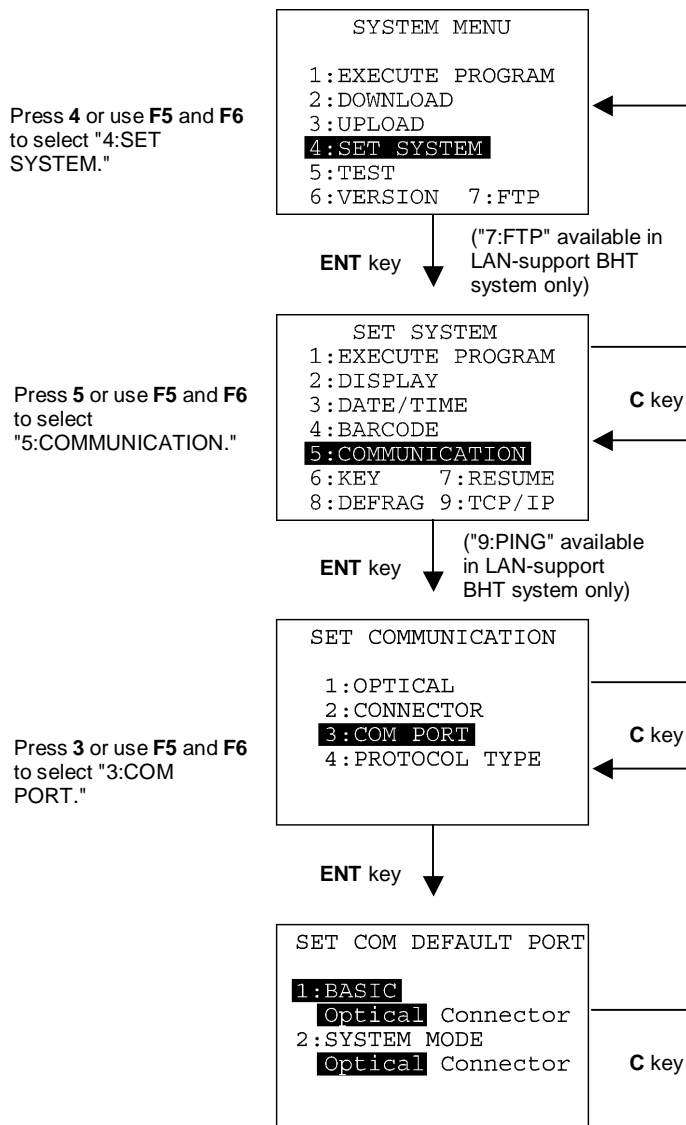 SYSTEM MENU
1:EXECUTE PROGRAM
2:DOWNLOAD
3:UPLOAD
4:SET SYSTEM
5:TEST
6:VERSION 7:FTP
Press 4 or use F5 and F6
to select "4:SET
SYSTEM."
ENT key
("7:FTP" available in
LAN-support BHT
system only)
SET SYSTEM
1:EXECUTE PROGRAM
2:DISPLAY
3:DATE/TIME
4:BARCODE
5:COMMUNICATION
6:KEY 7:RESUME
8:DEFRAG 9:TCP/IP
Press 5 or use F5 and F6
to select
"5:COMMUNICATION."
C key
ENT key
("9:PING" available
in LAN-support
BHT system only)
SET COMMUNICATION
1:OPTICAL
2:CONNECTOR
3:COM PORT
4:PROTOCOL TYPE
Press 3 or use F5 and F6
to select "3:COM
PORT."
C key
ENT key
SET COM DEFAULT PORT
1:BASIC
Optical Connector
2:SYSTEM MODE
Optical Connector
C key